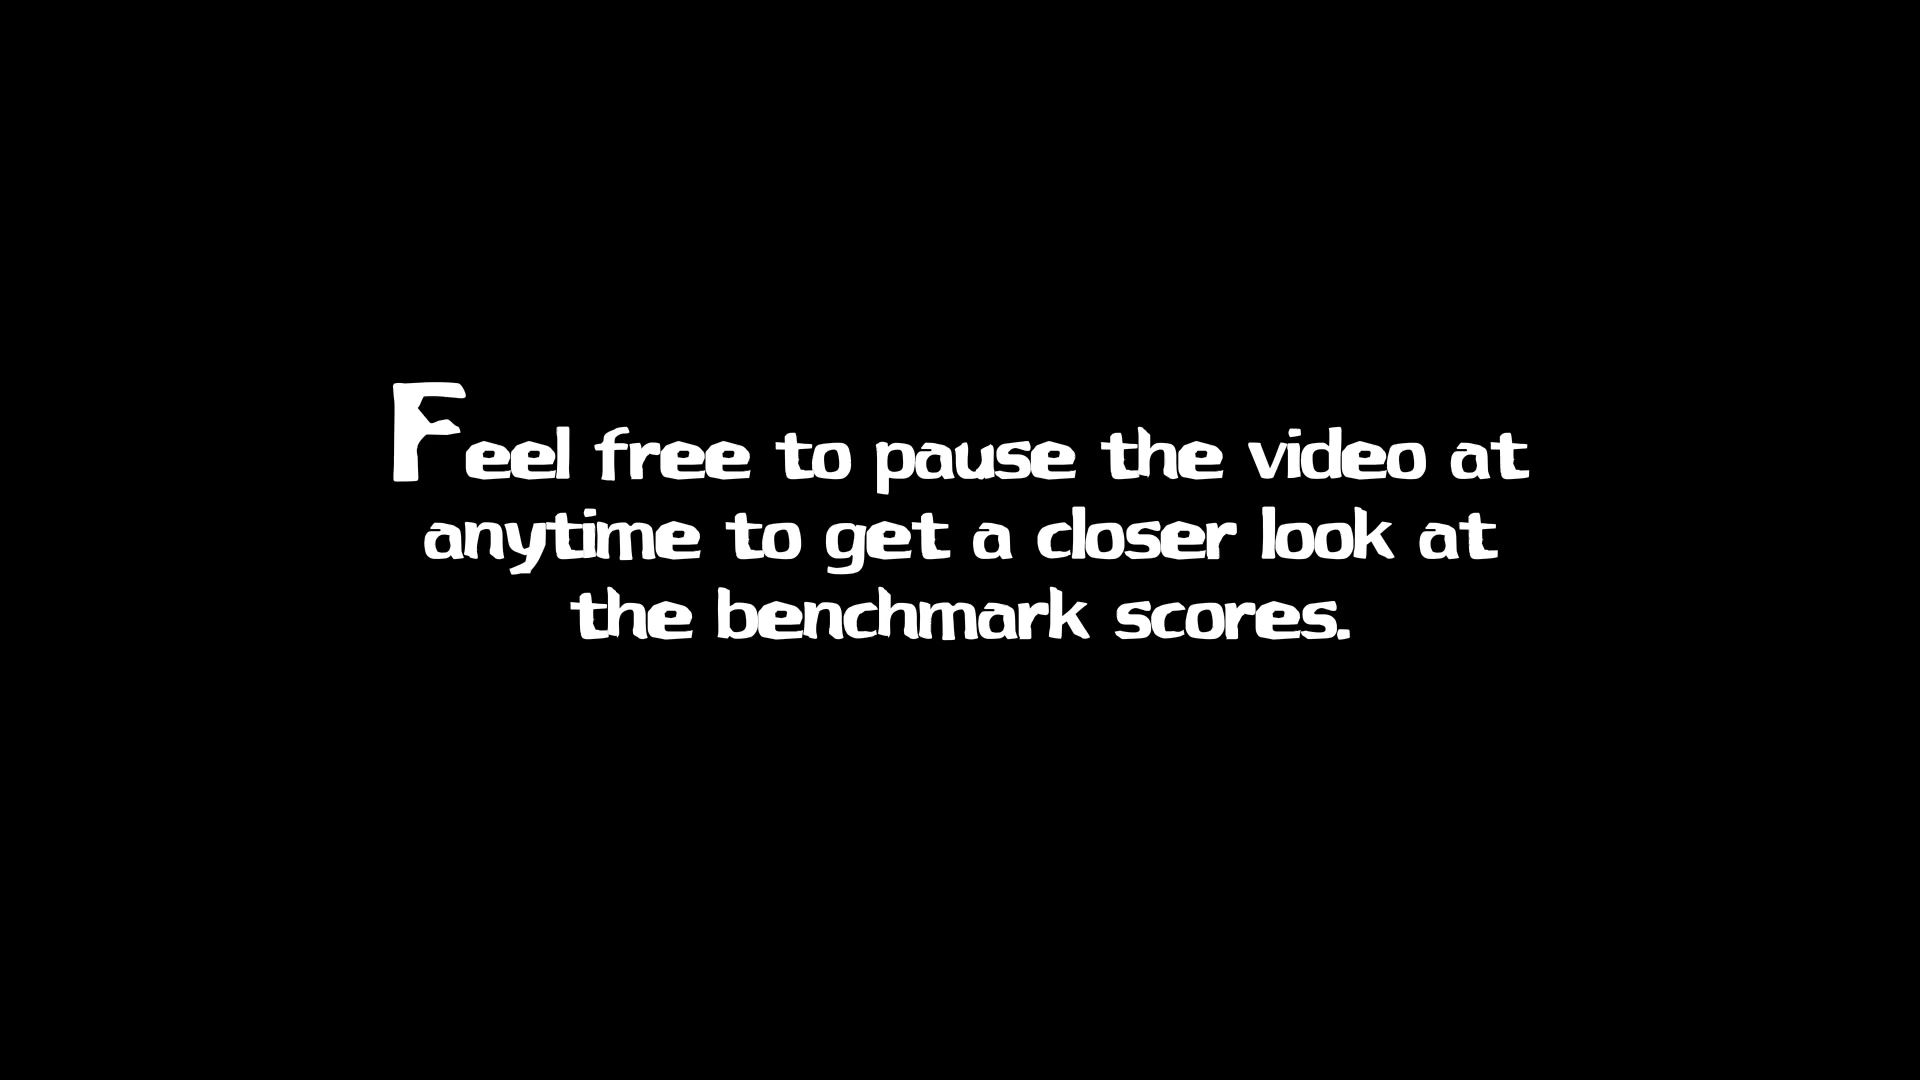 Feel free to pause the video at
anytime to get a closer look at
the benchmark scores.